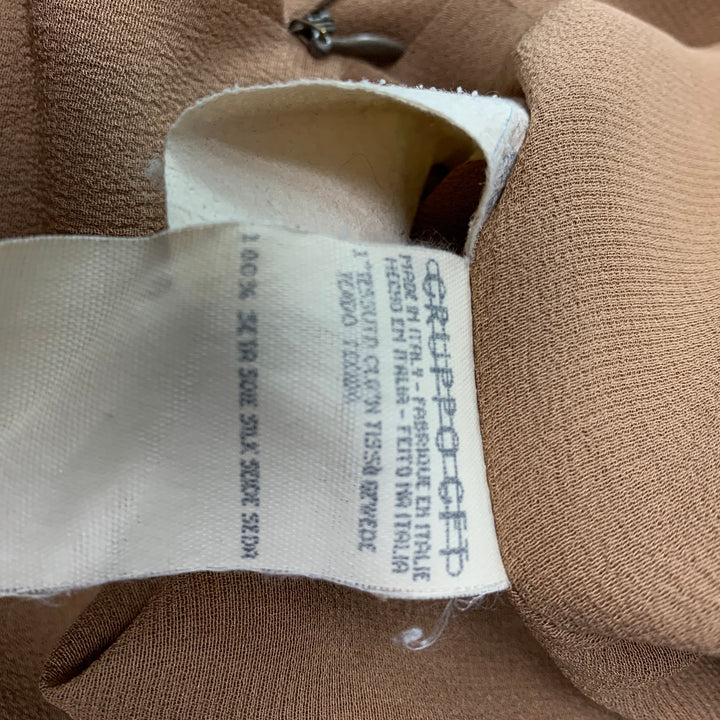 GRUPPO GFT
MADE IN ITALY - FABRIQUE EN ITALIE
HECHO EN ITALIA - FEITO NA ITALIA
1°TESSUTO CLOTH TISSU GEWEBE
TEJIDO TECIDO
100% SETA SOIE SILK SEIDE SEDA